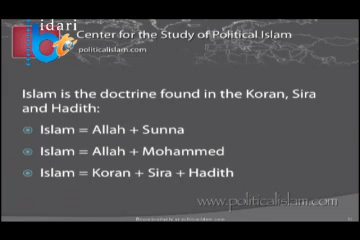 idari
Center for the Study of Political Islam
politicalislam.com
Islam is the doctrine found in the Koran, Sira
and Hadith:
Islam = Allah + Sunna
Islam = Allah + Mohammed
Islam = Koran + Sira + Hadith
www.politicalislam.com